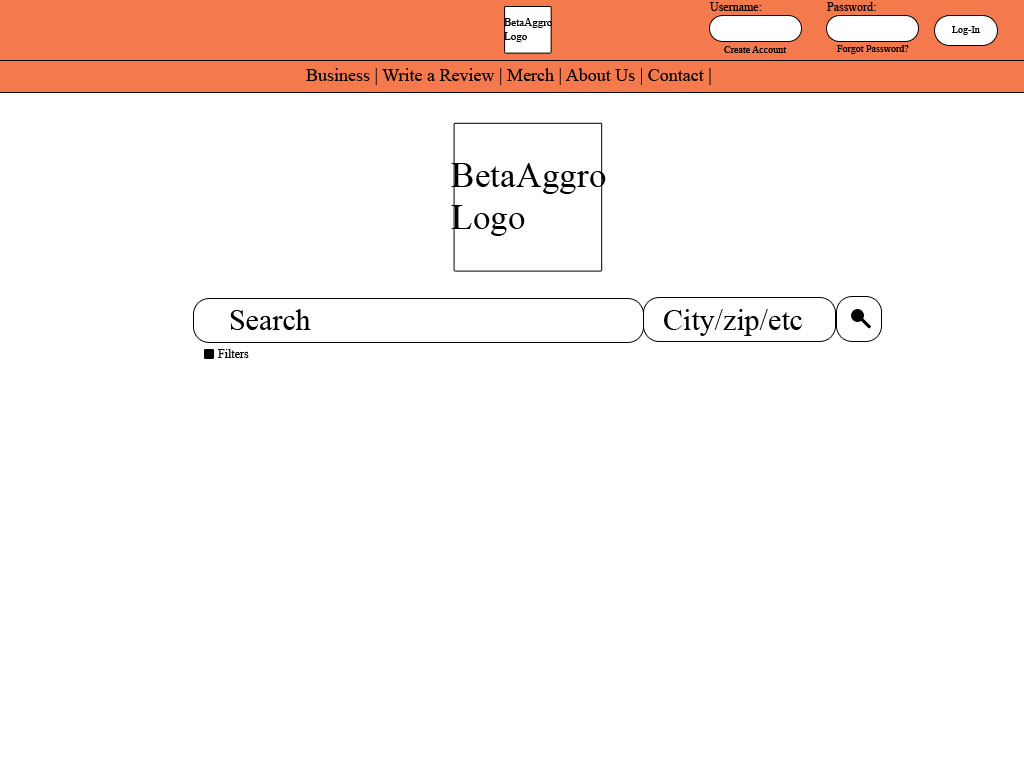 BetaAggro
Logo
Username:
Password:
Log-In
Create Account
Forgot Password?
Business | Write a Review | Merch | About Us | Contact |
BetaAggro
Logo
Search
City/zip/etc
Filters